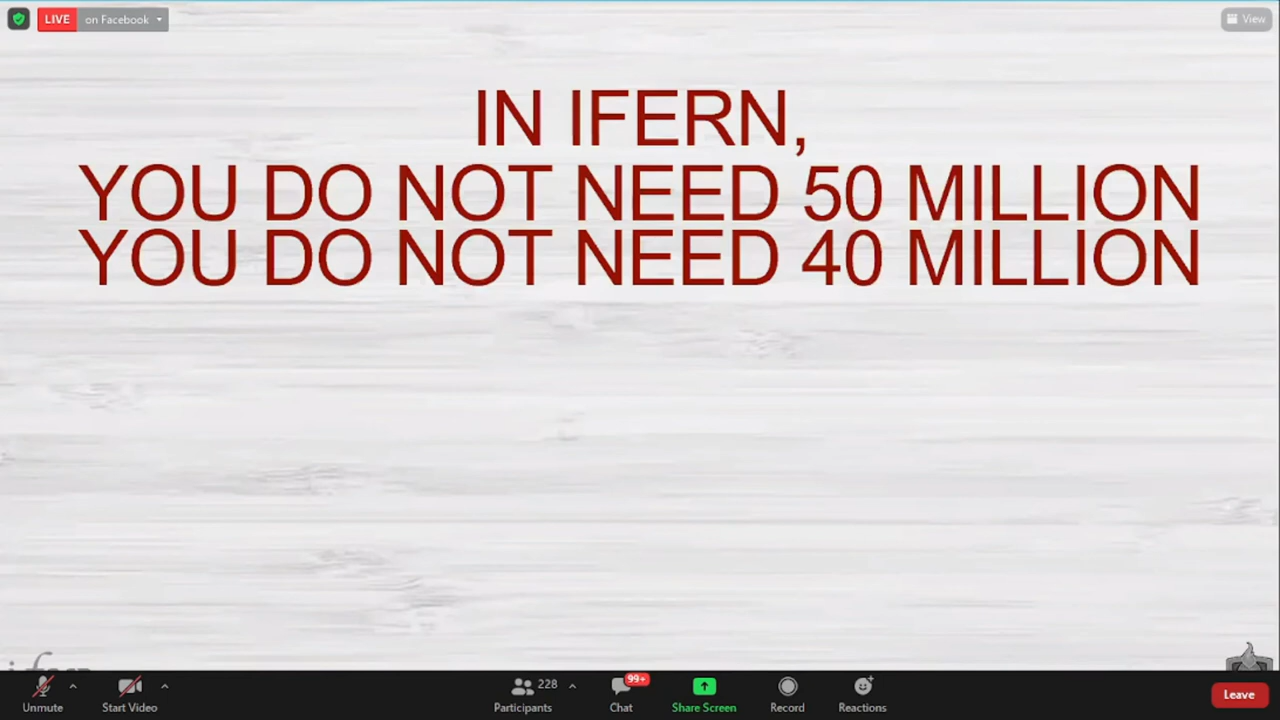 LIVE on Facebook
View
IN IFERN,
YOU DO NOT NEED 50 MILLION
YOU DO NOT NEED 40 MILLION
228
99+
Unmute
Start Video
Participants
Chat
Share Screen
Record
Reactions
Leave